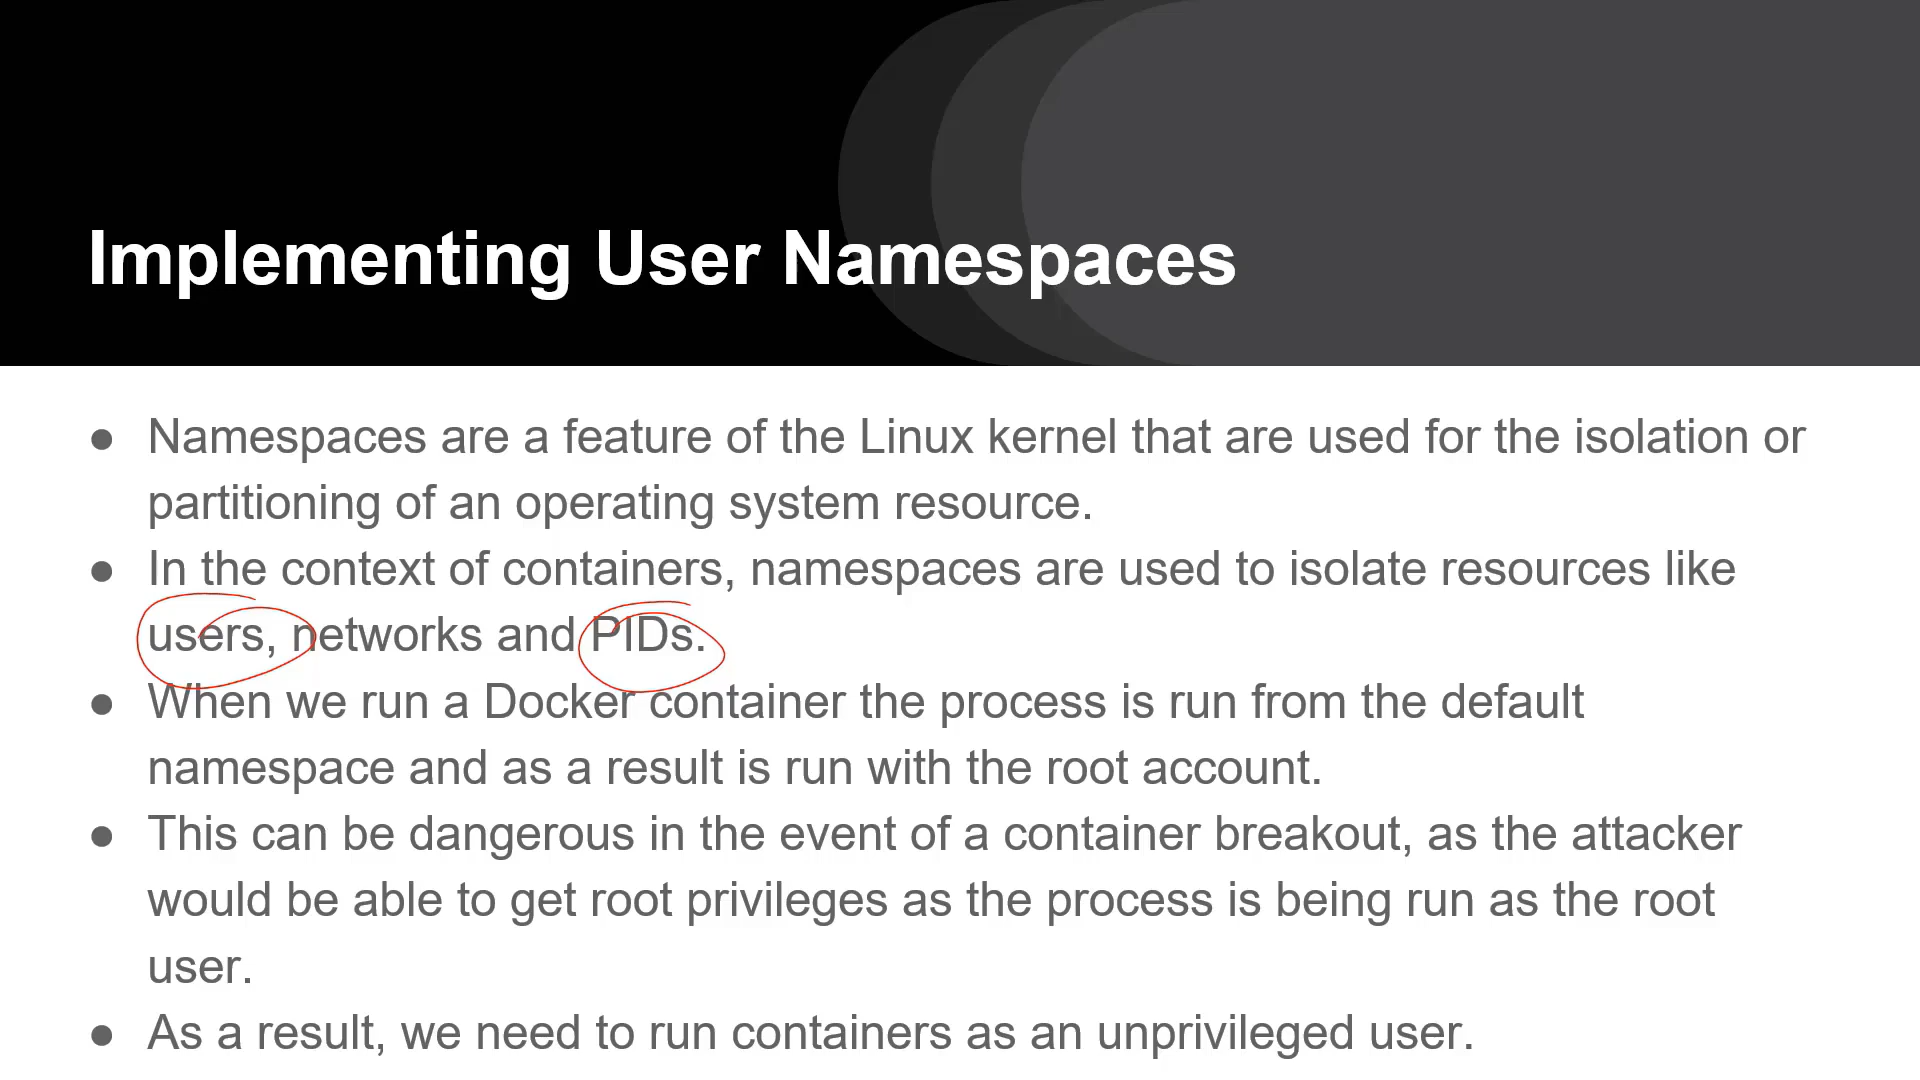 Implementing User Namespaces
● Namespaces are a feature of the Linux kernel that are used for the isolation or
partitioning of an operating system resource.
● In the context of containers, namespaces are used to isolate resources like
users, networks and PIDs.
● When we run a Docker container the process is run from the default
namespace and as a result is run with the root account.
● This can be dangerous in the event of a container breakout, as the attacker
would be able to get root privileges as the process is being run as the root
user.
● As a result, we need to run containers as an unprivileged user.